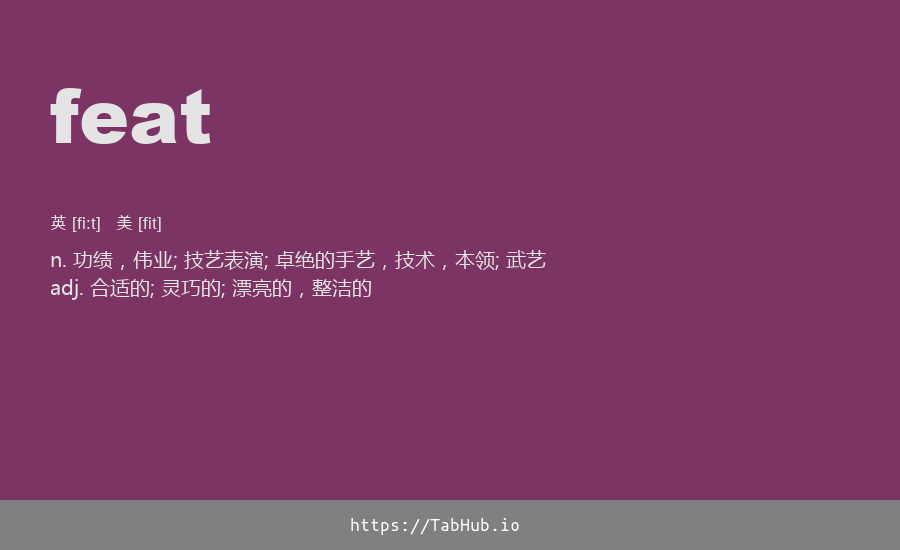 feat
英 [fi:t] 美 [fit]
n. 功绩，伟业; 技艺表演; 卓绝的手艺，技术，本领; 武艺
adj. 合适的; 灵巧的; 漂亮的，整洁的
https://TabHub.io